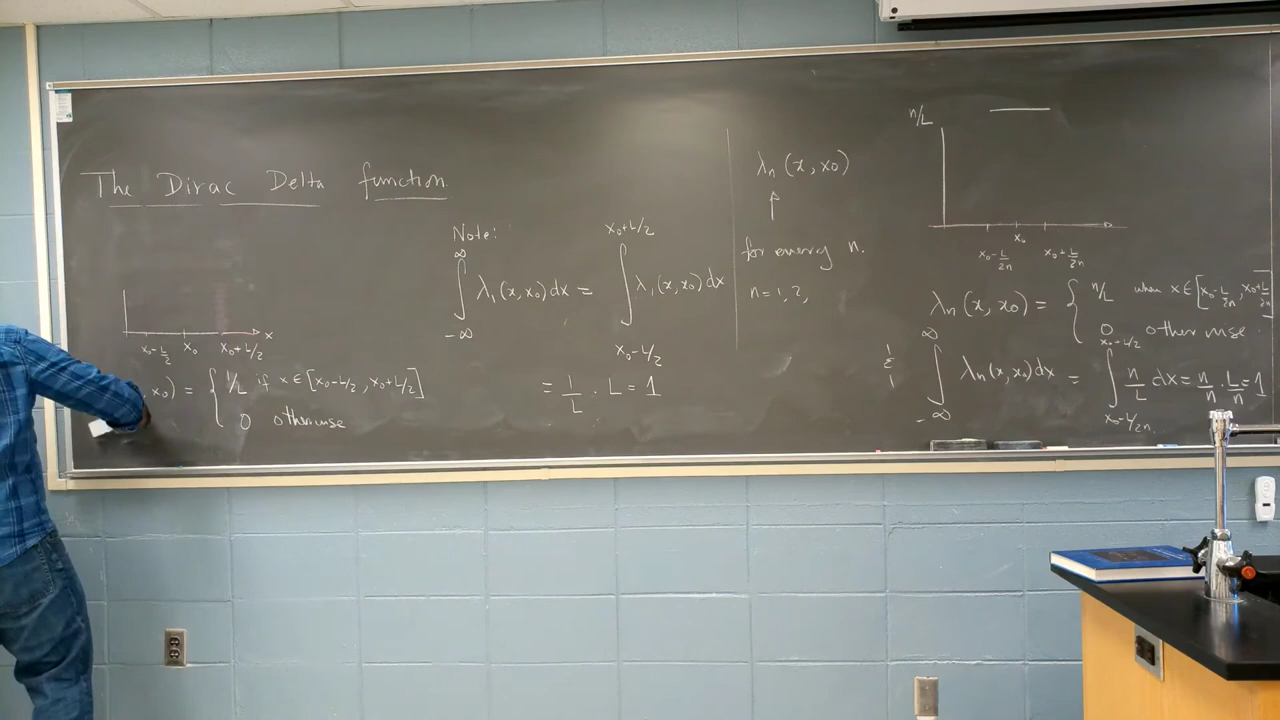 The Dirac Delta function
x₀-L/2 x₀ x₀+L/2 x
x₀) = { 1/L if x∈[x₀-L/2, x₀+L/2]
0 otherwise
Note:
∫_{-∞}^{∞} λ₁(x, x₀) dx = ∫_{x₀-L/2}^{x₀+L/2} λ₁(x, x₀) dx
= 1/L · L = 1
λn(x, x₀)
↑
for every n.
n = 1, 2,
n/L
x₀-L/2n x₀ x₀+L/2n
λn(x, x₀) = { n/L when x∈[x₀-L/2n, x₀+L/2n]
0 otherwise
∫_{-∞}^{∞} λn(x, x₀) dx = ∫_{x₀-L/2n}^{x₀+L/2} n/L dx = n/n · L/n = 1